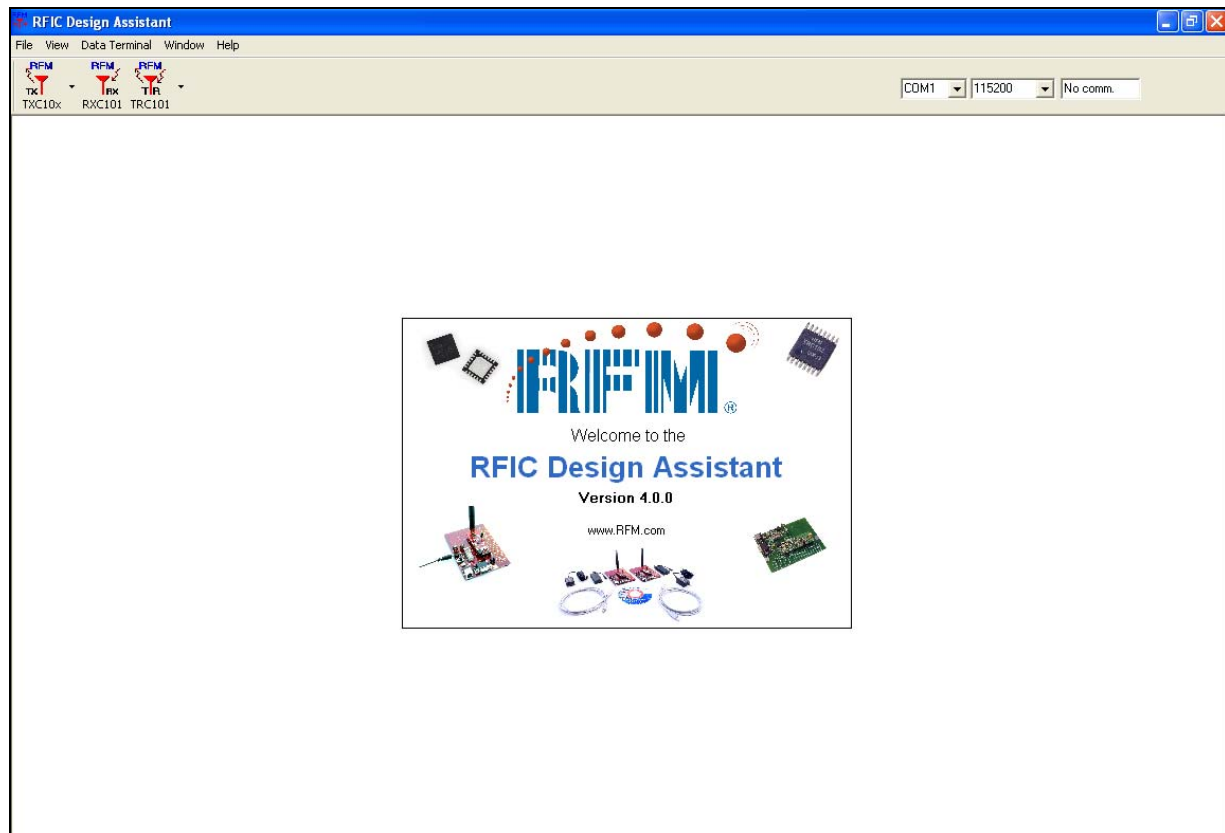 RFIC Design Assistant
File View Data Terminal Window Help
RFM RFM RFM
TX RX T R
TXC10x RXC101 TRC101
COM1 115200 No comm.
RFM ®
Welcome to the
RFIC Design Assistant
Version 4.0.0
www.RFM.com